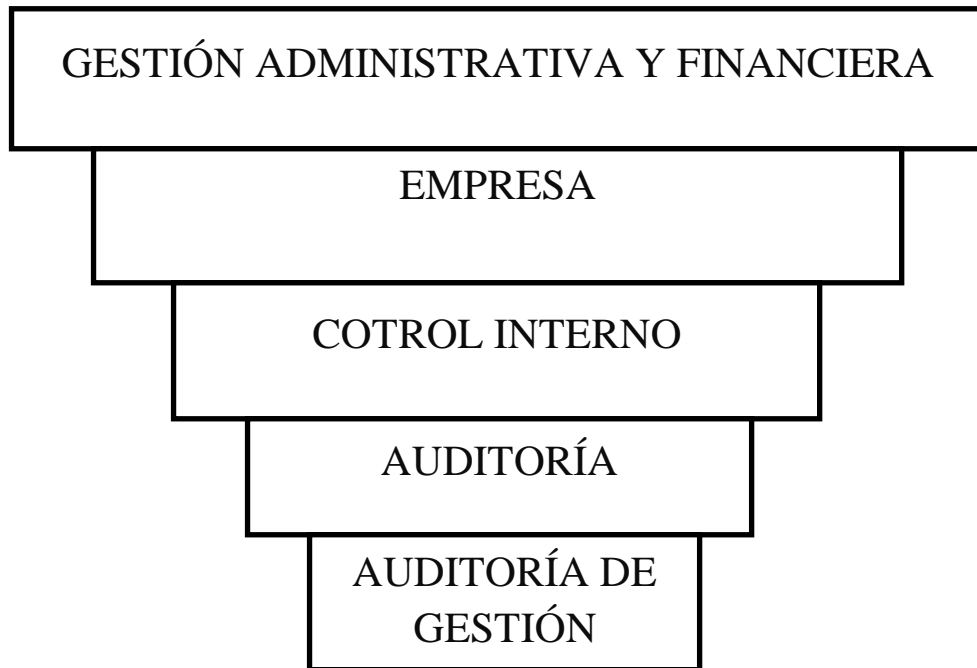 GESTIÓN ADMINISTRATIVA Y FINANCIERA
EMPRESA
COTROL INTERNO
AUDITORÍA
AUDITORÍA DE
GESTIÓN